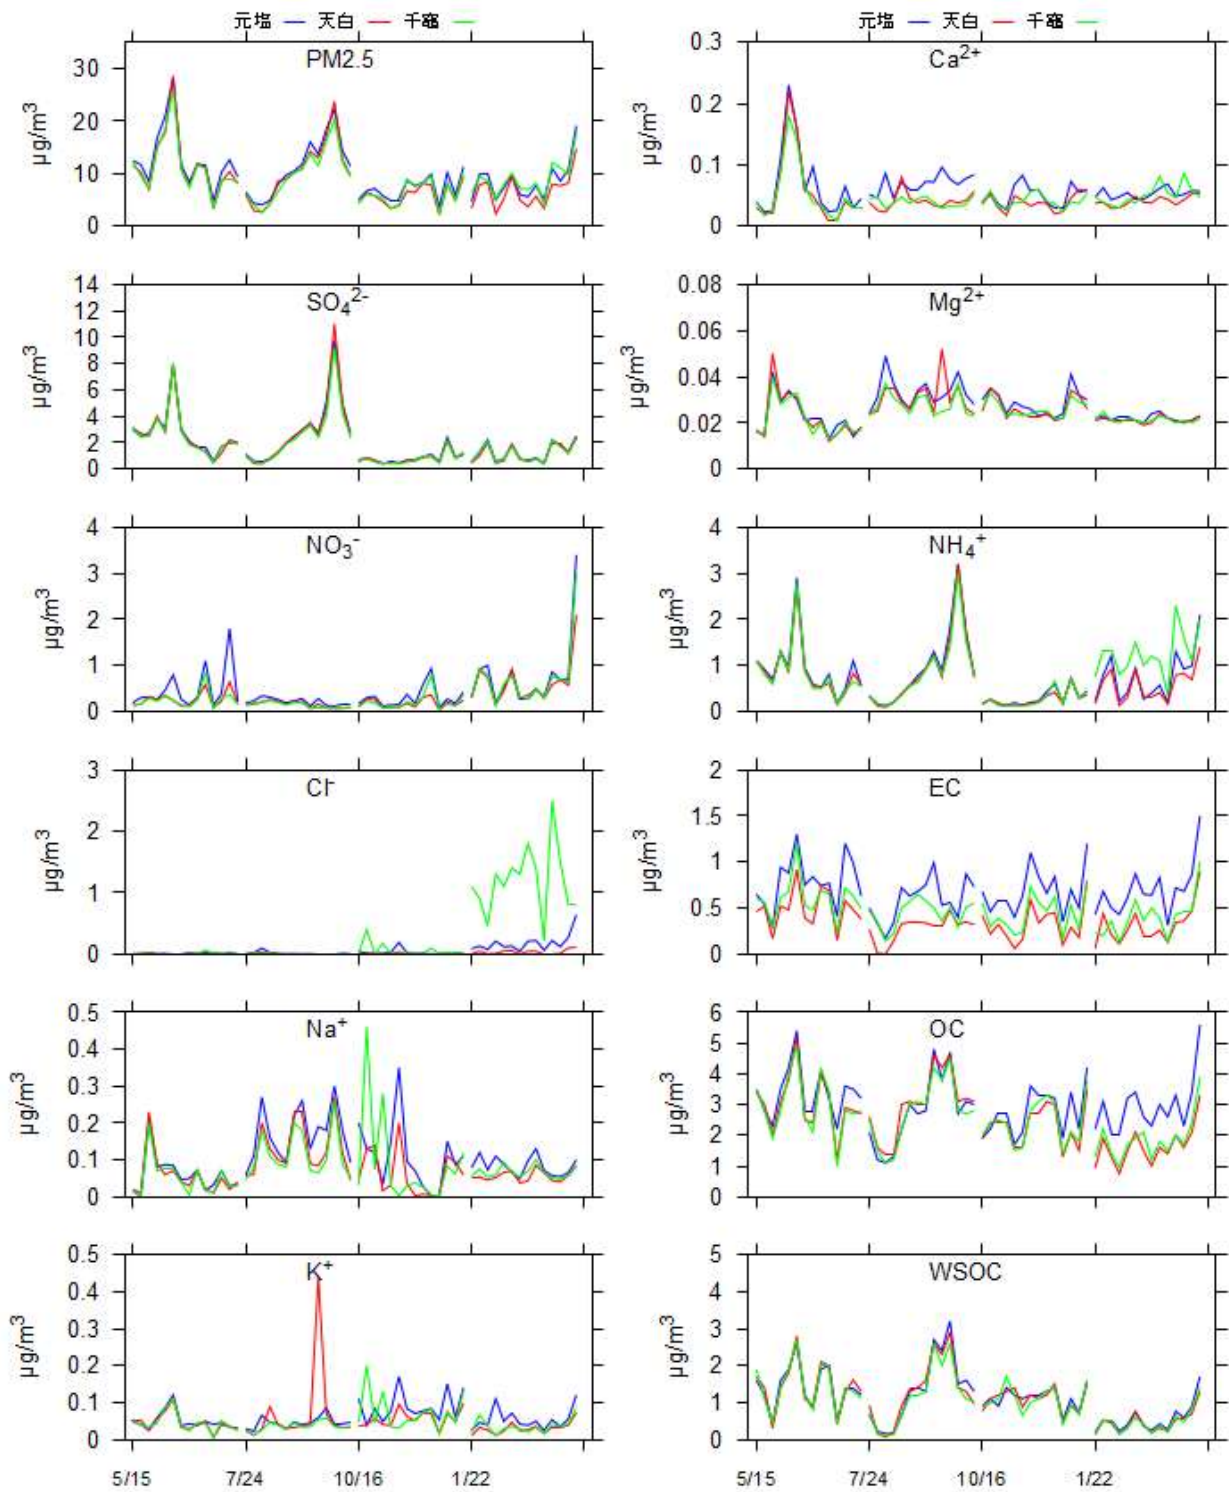 元塩 天白 千竈
元塩 天白 千竈
PM2.5
µg/m³
30
20
10
0
Ca²⁺
µg/m³
0.3
0.2
0.1
0
SO₄²⁻
µg/m³
14
12
10
8
6
4
2
0
Mg²⁺
µg/m³
0.08
0.06
0.04
0.02
0
NO₃⁻
µg/m³
4
3
2
1
0
NH₄⁺
µg/m³
4
3
2
1
0
Cl⁻
µg/m³
3
2
1
0
EC
µg/m³
2
1.5
1
0.5
0
Na⁺
µg/m³
0.5
0.4
0.3
0.2
0.1
0
OC
µg/m³
6
5
4
3
2
1
0
K⁺
µg/m³
0.5
0.4
0.3
0.2
0.1
0
WSOC
µg/m³
5
4
3
2
1
0
5/15 7/24 10/16 1/22
5/15 7/24 10/16 1/22